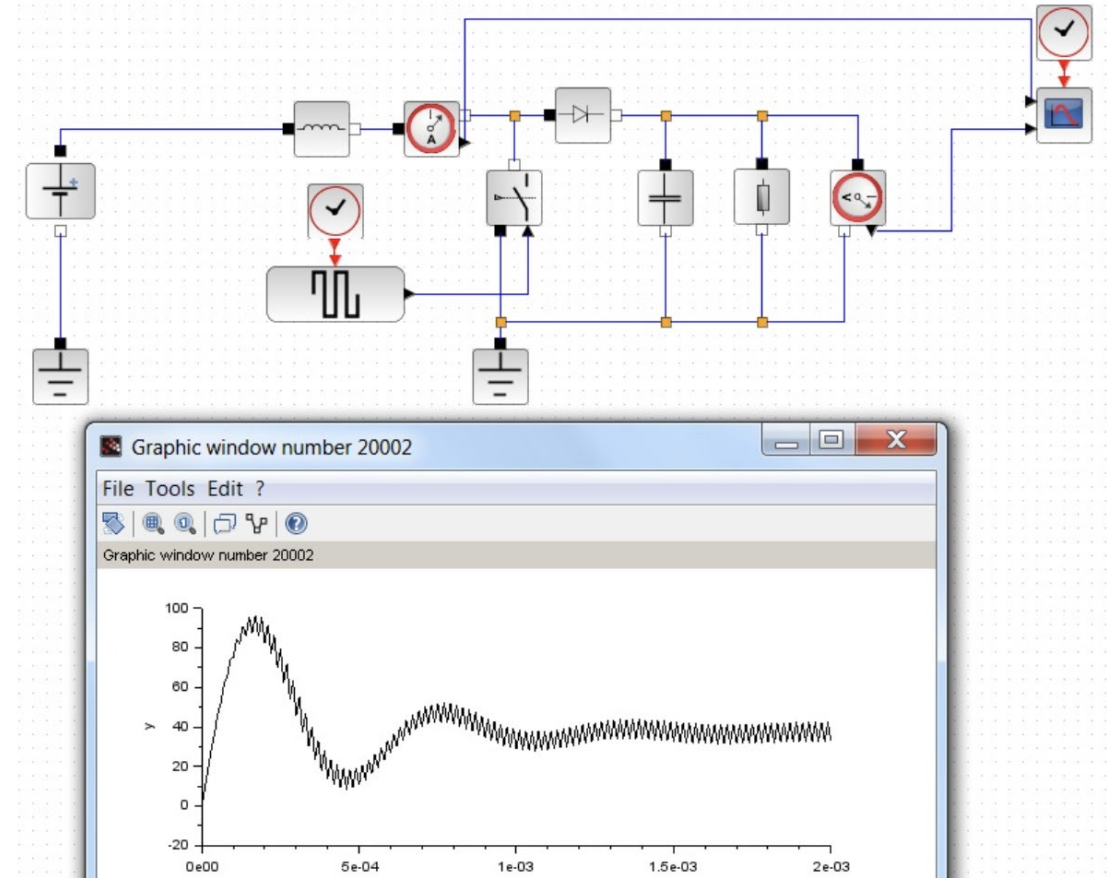 I
A
V
Graphic window number 20002
File Tools Edit ?
Graphic window number 20002
100
80
60
y
40
20
0
-20
0e00 5e-04 1e-03 1.5e-03 2e-03